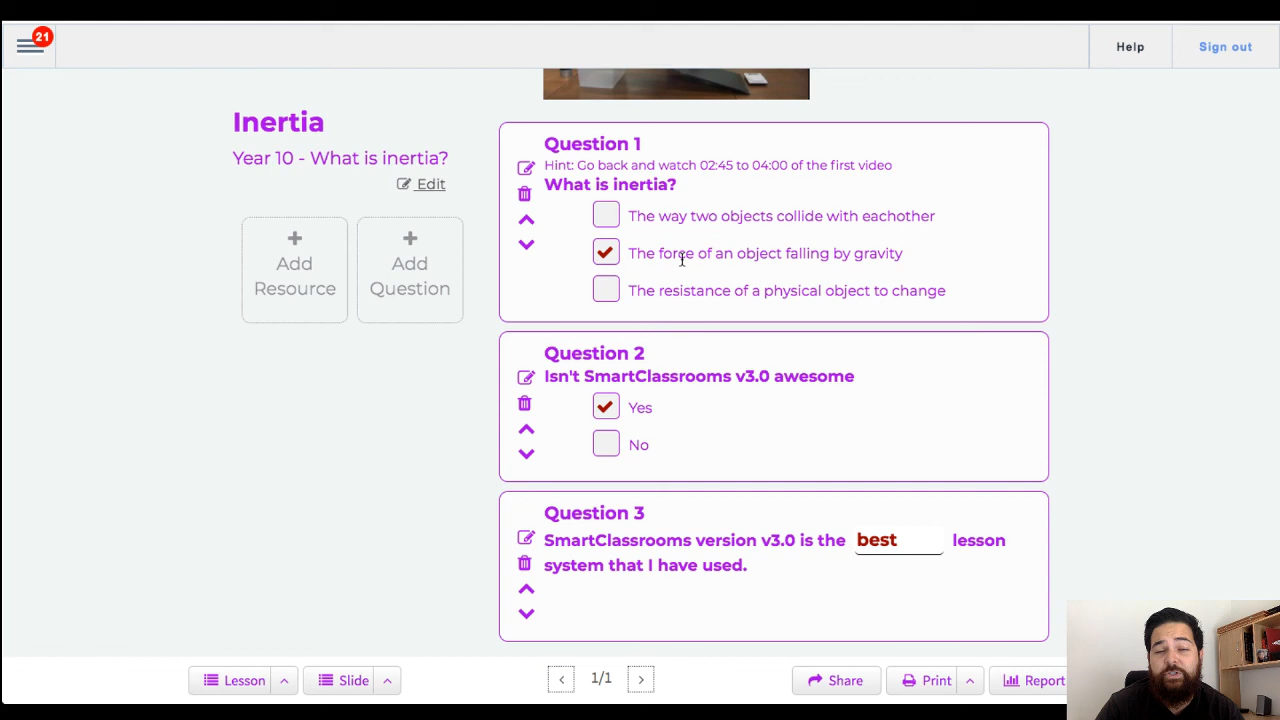 21
Help
Sign out
Inertia
Year 10 - What is inertia?
Edit
+
Add
Resource
+
Add
Question
Question 1
Hint: Go back and watch 02:45 to 04:00 of the first video
What is inertia?
The way two objects collide with eachother
The force of an object falling by gravity
The resistance of a physical object to change
Question 2
Isn't SmartClassrooms v3.0 awesome
Yes
No
Question 3
SmartClassrooms version v3.0 is the best lesson
system that I have used.
Lesson
Slide
1/1
Share
Print
Report